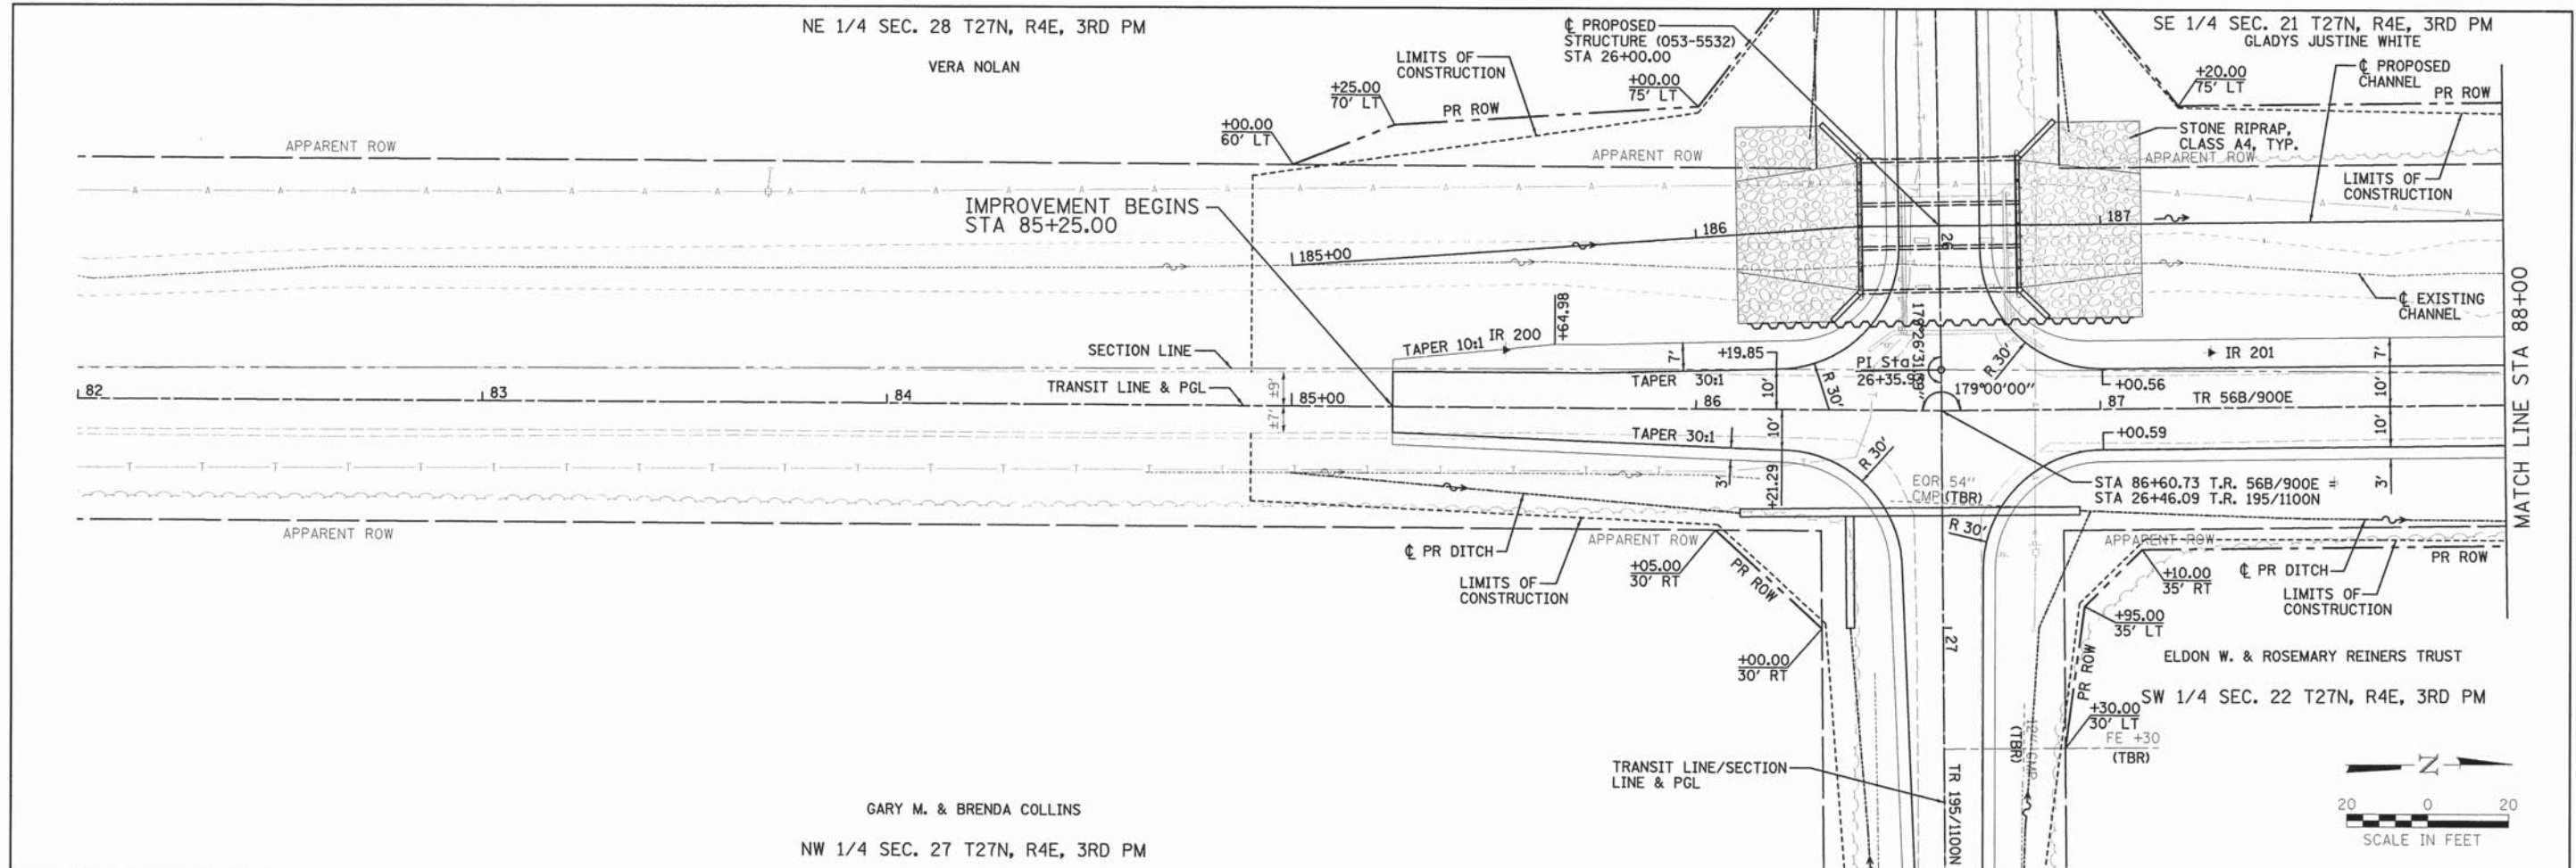 NE 1/4 SEC. 28 T27N, R4E, 3RD PM
VERA NOLAN
℄ PROPOSED
STRUCTURE (053-5532)
STA 26+00.00
SE 1/4 SEC. 21 T27N, R4E, 3RD PM
GLADYS JUSTINE WHITE
LIMITS OF
CONSTRUCTION
+25.00
70' LT
PR ROW
+00.00
75' LT
+20.00
75' LT
℄ PROPOSED
CHANNEL
PR ROW
+00.00
60' LT
STONE RIPRAP,
CLASS A4, TYP.
APPARENT ROW
APPARENT ROW
APPARENT ROW
LIMITS OF
CONSTRUCTION
IMPROVEMENT BEGINS
STA 85+25.00
185+00
186
187
26
℄ EXISTING
CHANNEL
MATCH LINE STA 88+00
SECTION LINE
TAPER 10:1
IR 200
+64.98
7'
+19.85
PI Sta
26+35.93
179°26'31.89"
R 30'
IR 201
7'
TRANSIT LINE & PGL
±9'
±7'
TAPER 30:1
10'
R 30'
179°00'00"
+00.56
10'
82
83
84
85+00
86
87
TR 56B/900E
TAPER 30:1
10'
+00.59
10'
R 30'
3'
+21.29
EOR 54"
CMP (TBR)
STA 86+60.73 T.R. 56B/900E =
STA 26+46.09 T.R. 195/1100N
3'
R 30'
APPARENT ROW
℄ PR DITCH
APPARENT ROW
APPARENT ROW
LIMITS OF
CONSTRUCTION
+05.00
30' RT
PR ROW
+10.00
35' RT
℄ PR DITCH
PR ROW
LIMITS OF
CONSTRUCTION
+95.00
35' LT
+00.00
30' RT
27
PR ROW
ELDON W. & ROSEMARY REINERS TRUST
SW 1/4 SEC. 22 T27N, R4E, 3RD PM
+30.00
30' LT
FE +30
(TBR)
12" CMP
(TBR)
TRANSIT LINE/SECTION
LINE & PGL
TR 195/1100N
N
GARY M. & BRENDA COLLINS
20 0 20
SCALE IN FEET
NW 1/4 SEC. 27 T27N, R4E, 3RD PM